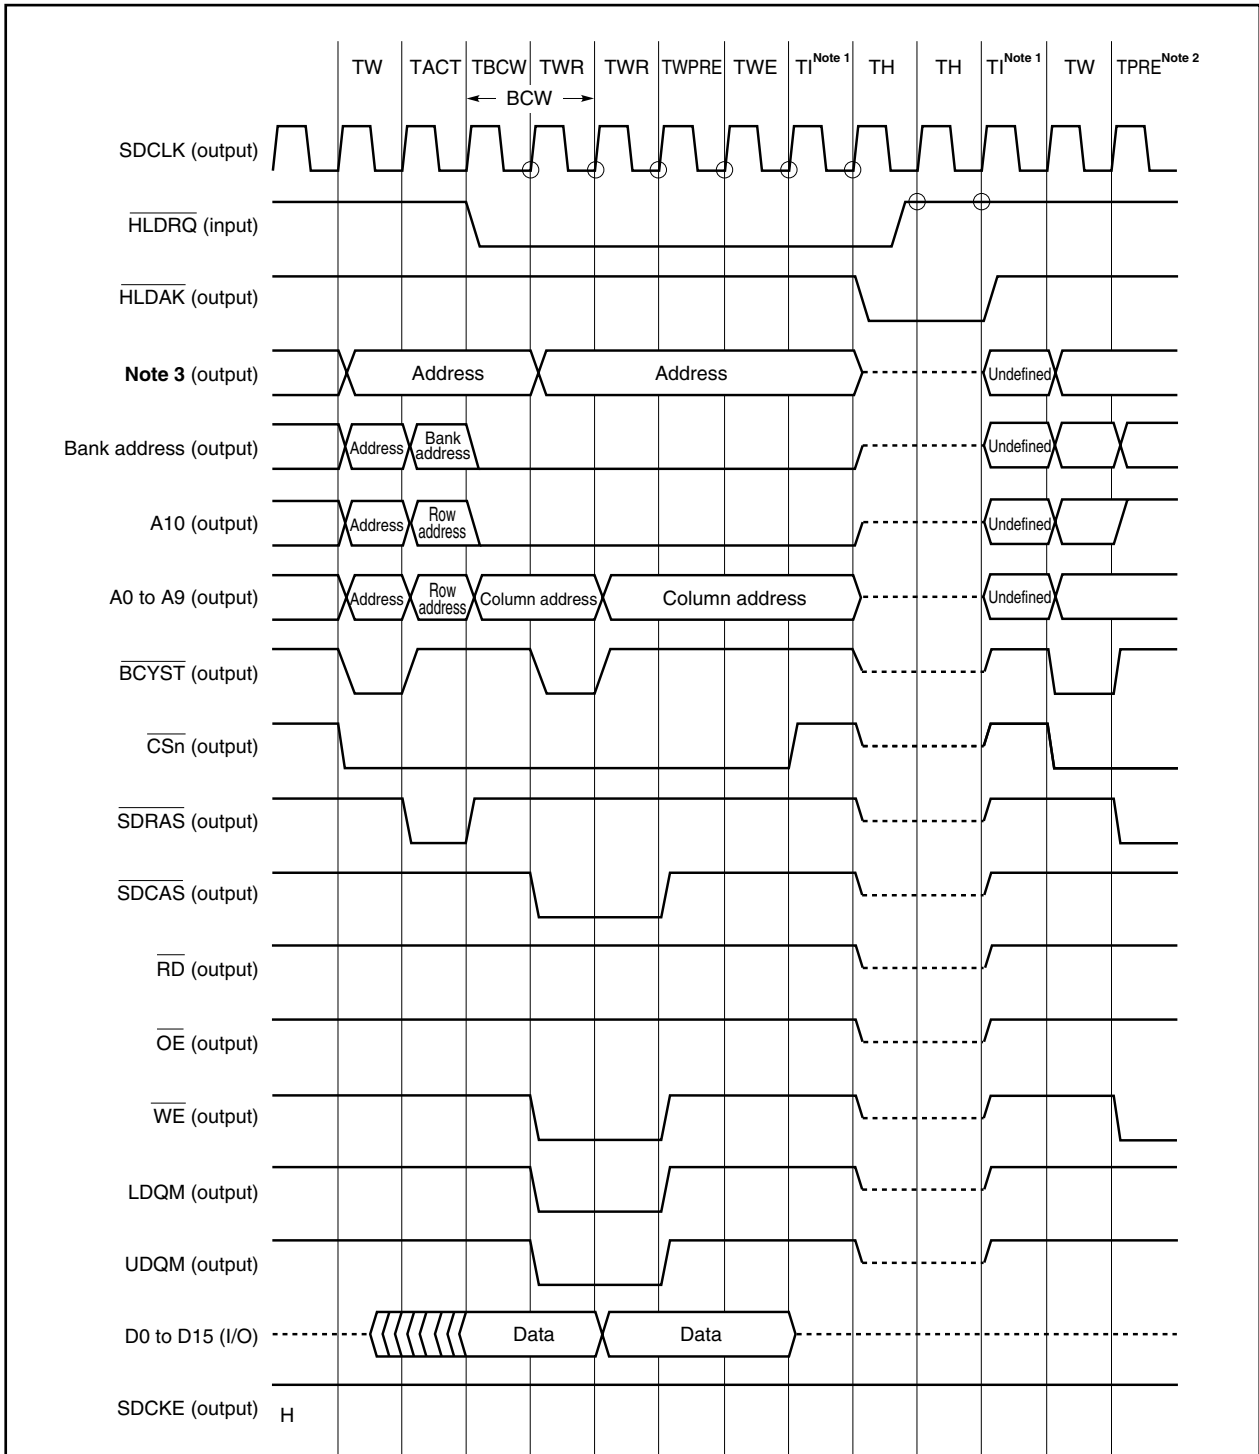 TW TACT TBCW TWR TWR TWPRE TWE TI Note 1 TH TH TI Note 1 TW TPRE Note 2
BCW
SDCLK (output)
HLDRQ (input)
HLDAK (output)
Note 3 (output) Address Address Undefined
Bank address (output) Address Bank address Undefined
A10 (output) Address Row address Undefined
A0 to A9 (output) Address Row address Column address Column address Undefined
BCYST (output)
CSn (output)
SDRAS (output)
SDCAS (output)
RD (output)
OE (output)
WE (output)
LDQM (output)
UDQM (output)
D0 to D15 (I/O) Data Data
SDCKE (output) H